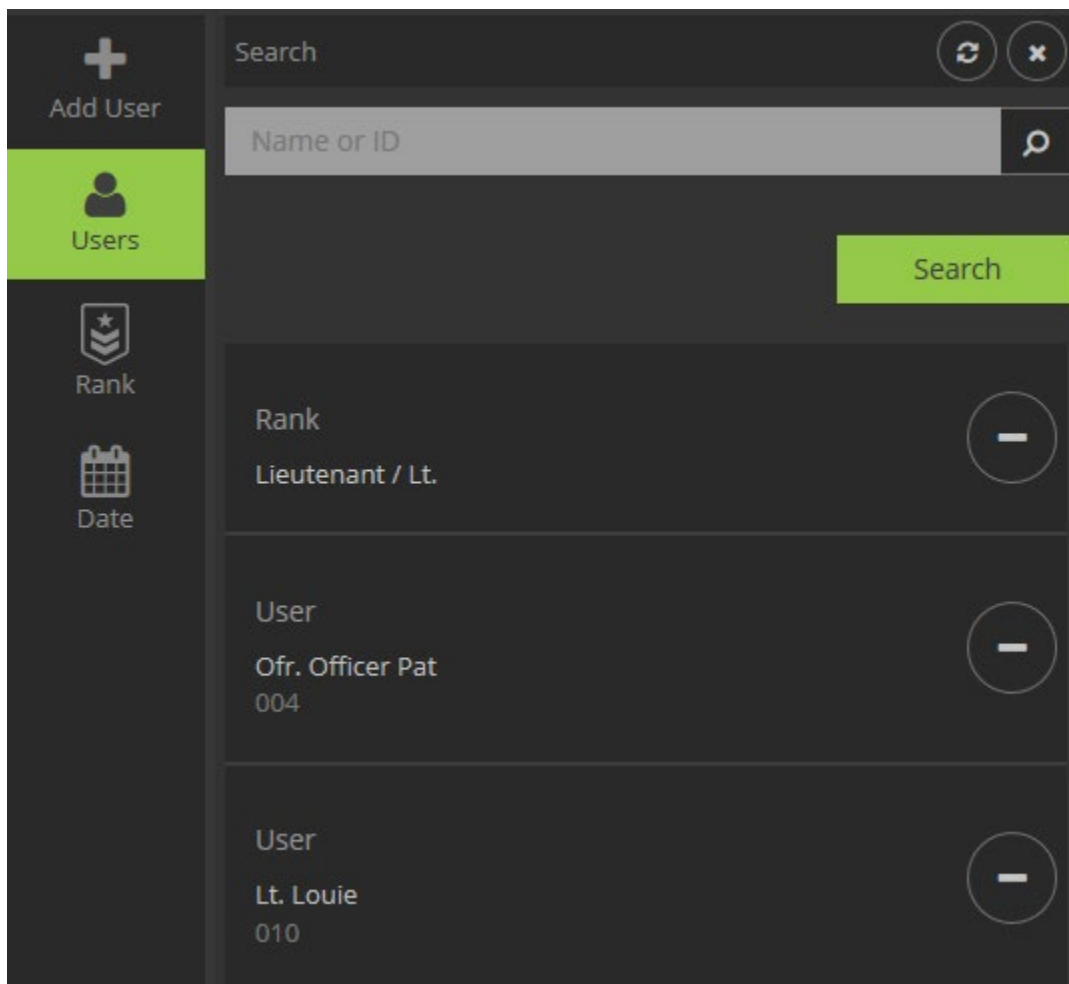 Add User
Users
Rank
Date
Search
Name or ID
Search
Rank
Lieutenant / Lt.
User
Ofr. Officer Pat
004
User
Lt. Louie
010